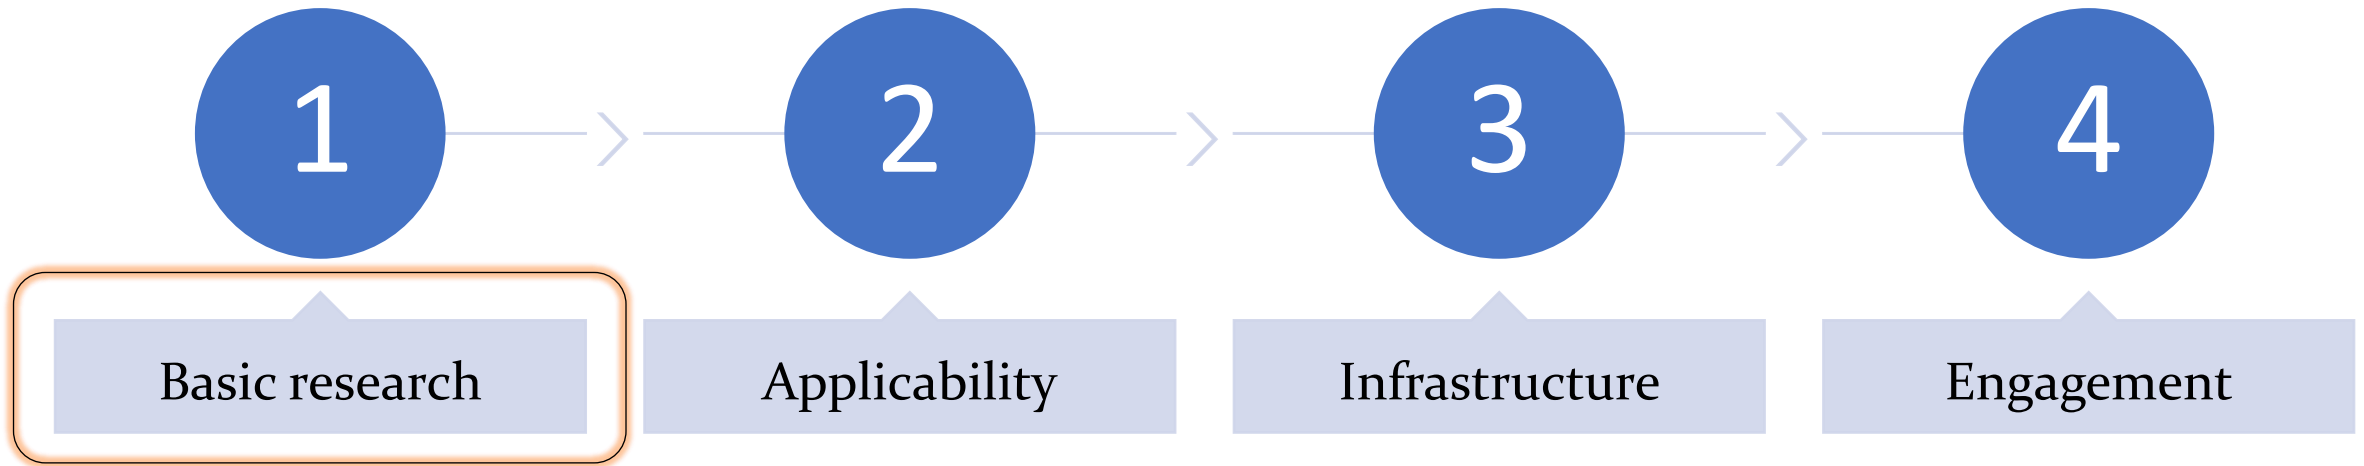 1
2
3
4
Basic research
Applicability
Infrastructure
Engagement